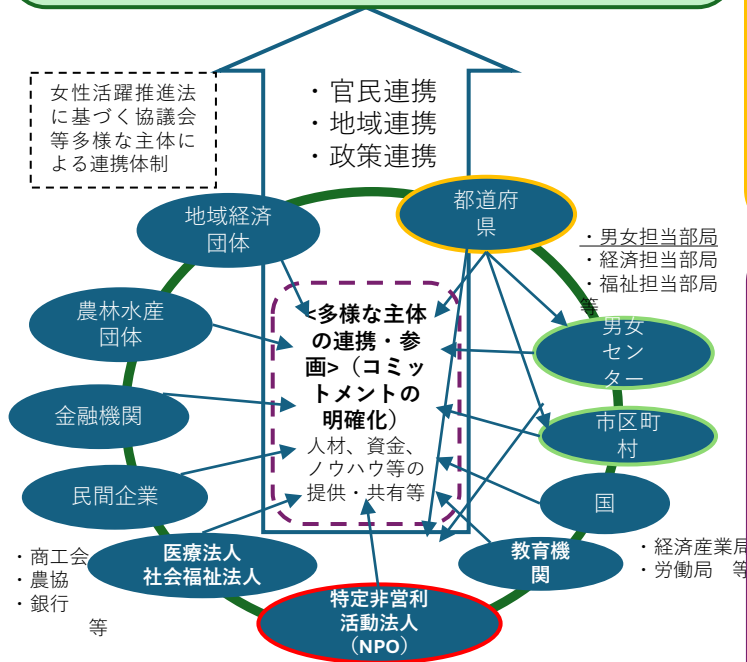 女性活躍推進法
に基づく協議会
等多様な主体に
よる連携体制
・官民連携
・地域連携
・政策連携
地域経済
団体
都道府
県
・男女担当部局
・経済担当部局
・福祉担当部局
等
農林水産
団体
<多様な主体
の連携・参
画>（コミッ
トメントの
明確化）
人材、資金、
ノウハウ等の
提供・共有等
男女
セン
ター
金融機関
市区町
村
民間企業
国
・商工会
・農協
・銀行
等
医療法人
社会福祉法人
教育機
関
・経済産業局
・労働局　等
特定非営利
活動法人
（NPO）